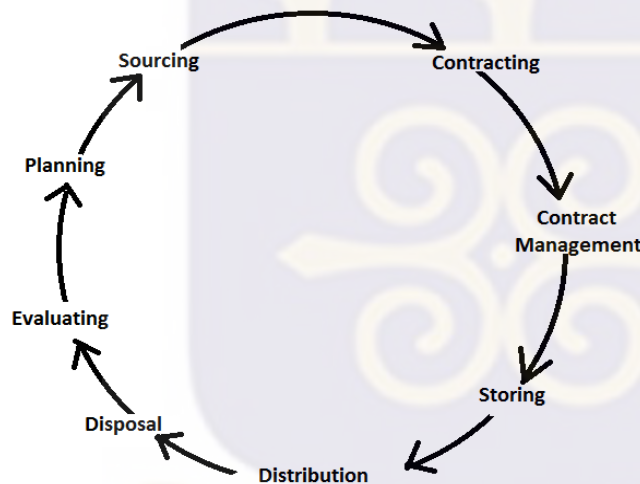 Sourcing
Contracting
Planning
Contract
Management
Evaluating
Storing
Disposal
Distribution